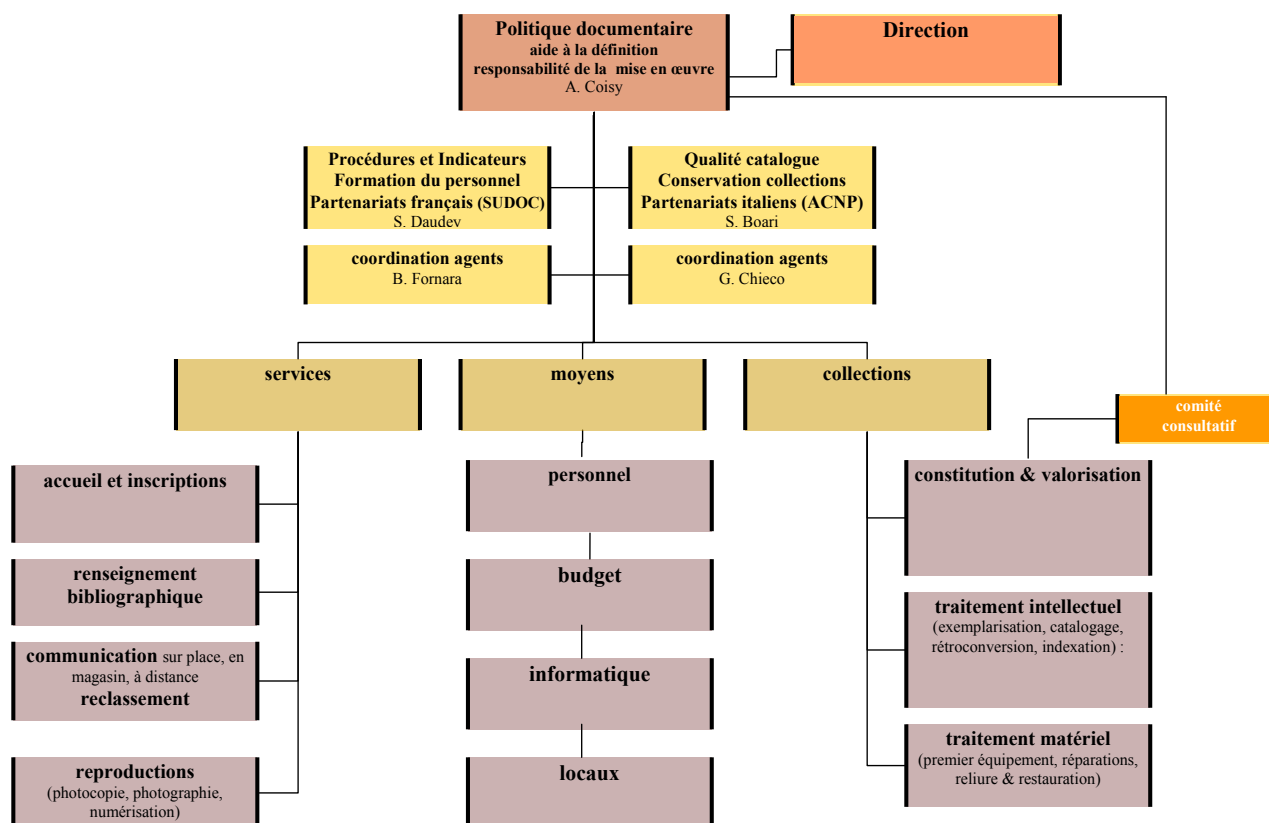 Politique documentaire
aide à la définition
responsabilité de la mise en œuvre
A. Coisy
Direction
Procédures et Indicateurs
Formation du personnel
Partenariats français (SUDOC)
S. Daudev
Qualité catalogue
Conservation collections
Partenariats italiens (ACNP)
S. Boari
coordination agents
B. Fornara
coordination agents
G. Chieco
services
moyens
collections
comité
consultatif
accueil et inscriptions
renseignement
bibliographique
communication sur place, en
magasin, à distance
reclassement
reproductions
(photocopie, photographie,
numérisation)
personnel
budget
informatique
locaux
constitution & valorisation
traitement intellectuel
(exemplarisation, catalogage,
rétroconversion, indexation) :
traitement matériel
(premier équipement, réparations,
reliure & restauration)